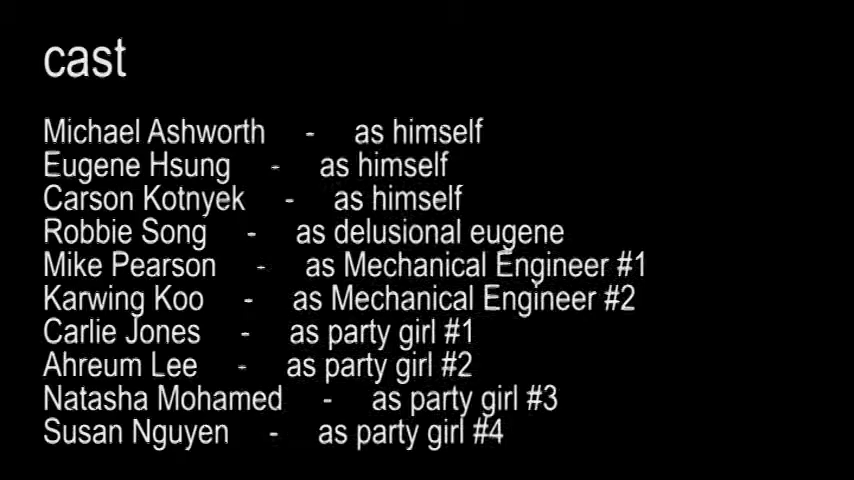 cast
Michael Ashworth - as himself
Eugene Hsung - as himself
Carson Kotnyek - as himself
Robbie Song - as delusional eugene
Mike Pearson - as Mechanical Engineer #1
Karwing Koo - as Mechanical Engineer #2
Carlie Jones - as party girl #1
Ahreum Lee - as party girl #2
Natasha Mohamed - as party girl #3
Susan Nguyen - as party girl #4